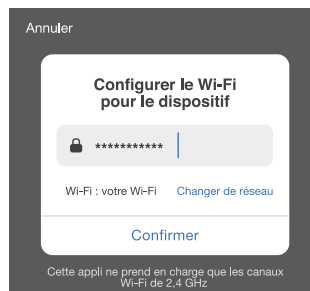 Annuler
Configurer le Wi-Fi
pour le dispositif
***********
Wi-Fi : votre Wi-Fi Changer de réseau
Confirmer
Cette appli ne prend en charge que les canaux
Wi-Fi de 2,4 GHz